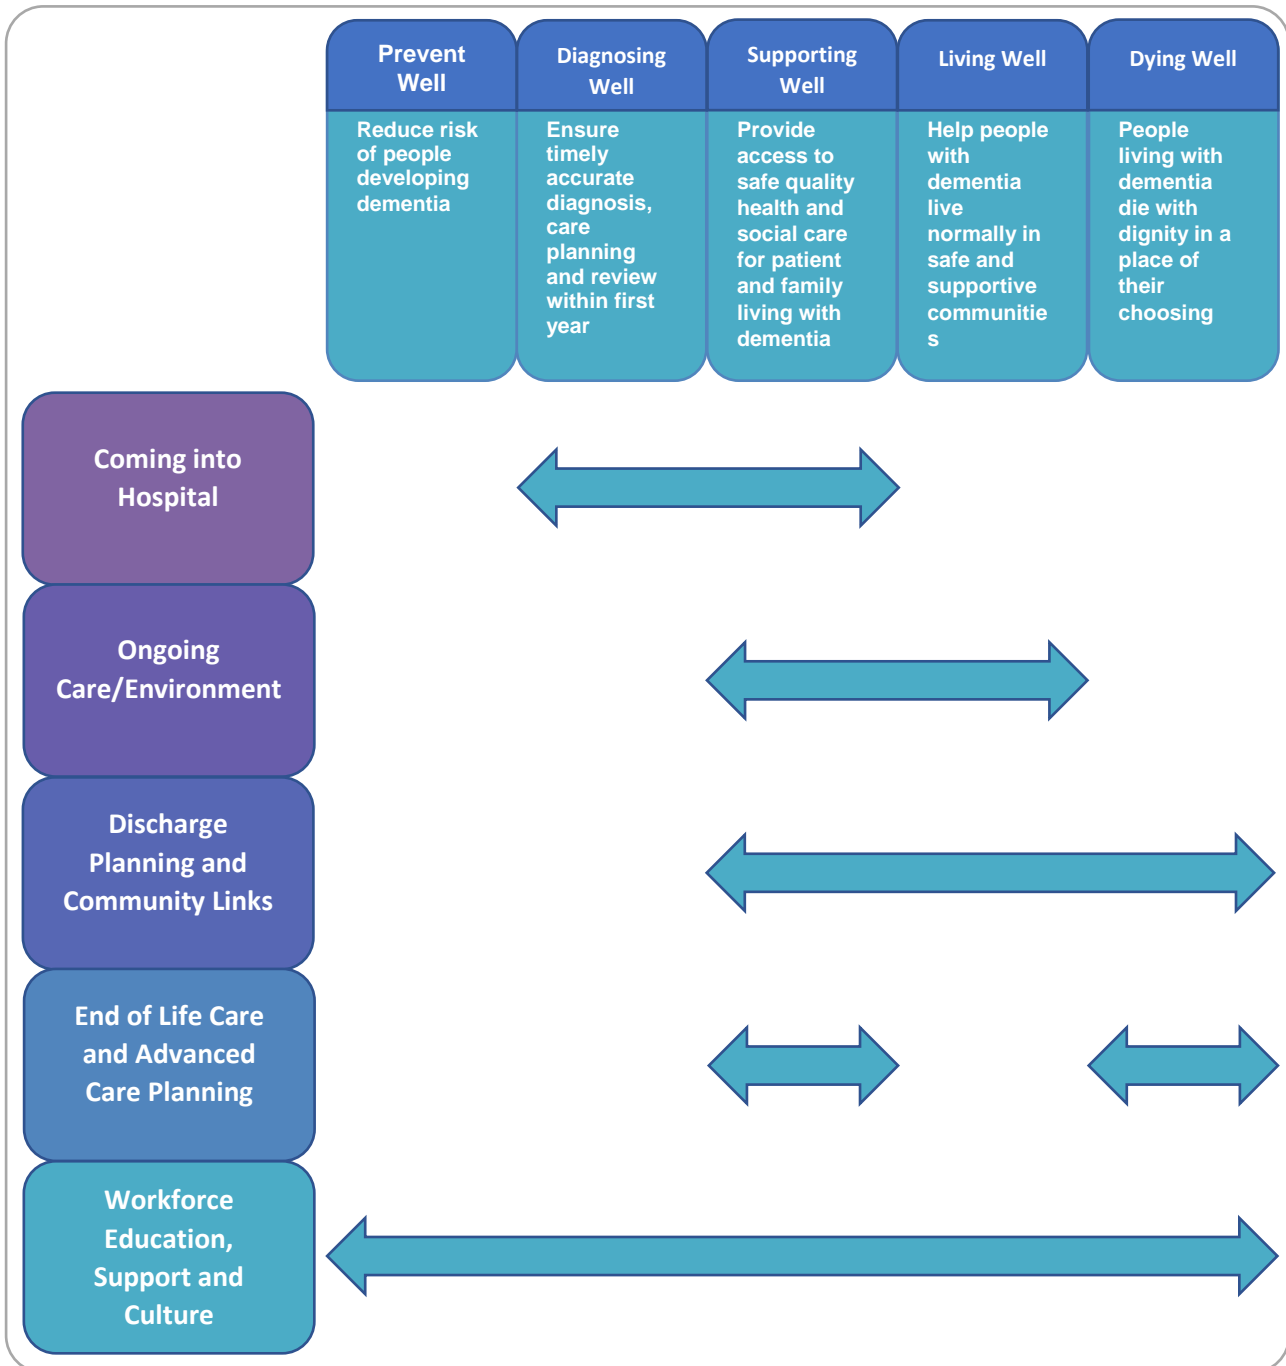 Prevent
Well
Diagnosing
Well
Supporting
Well
Living Well
Dying Well
Reduce risk
of people
developing
dementia
Ensure
timely
accurate
diagnosis,
care
planning
and review
within first
year
Provide
access to
safe quality
health and
social care
for patient
and family
living with
dementia
Help people
with
dementia
live
normally in
safe and
supportive
communitie
s
People
living with
dementia
die with
dignity in a
place of
their
choosing
Coming into
Hospital
Ongoing
Care/Environment
Discharge
Planning and
Community Links
End of Life Care
and Advanced
Care Planning
Workforce
Education,
Support and
Culture